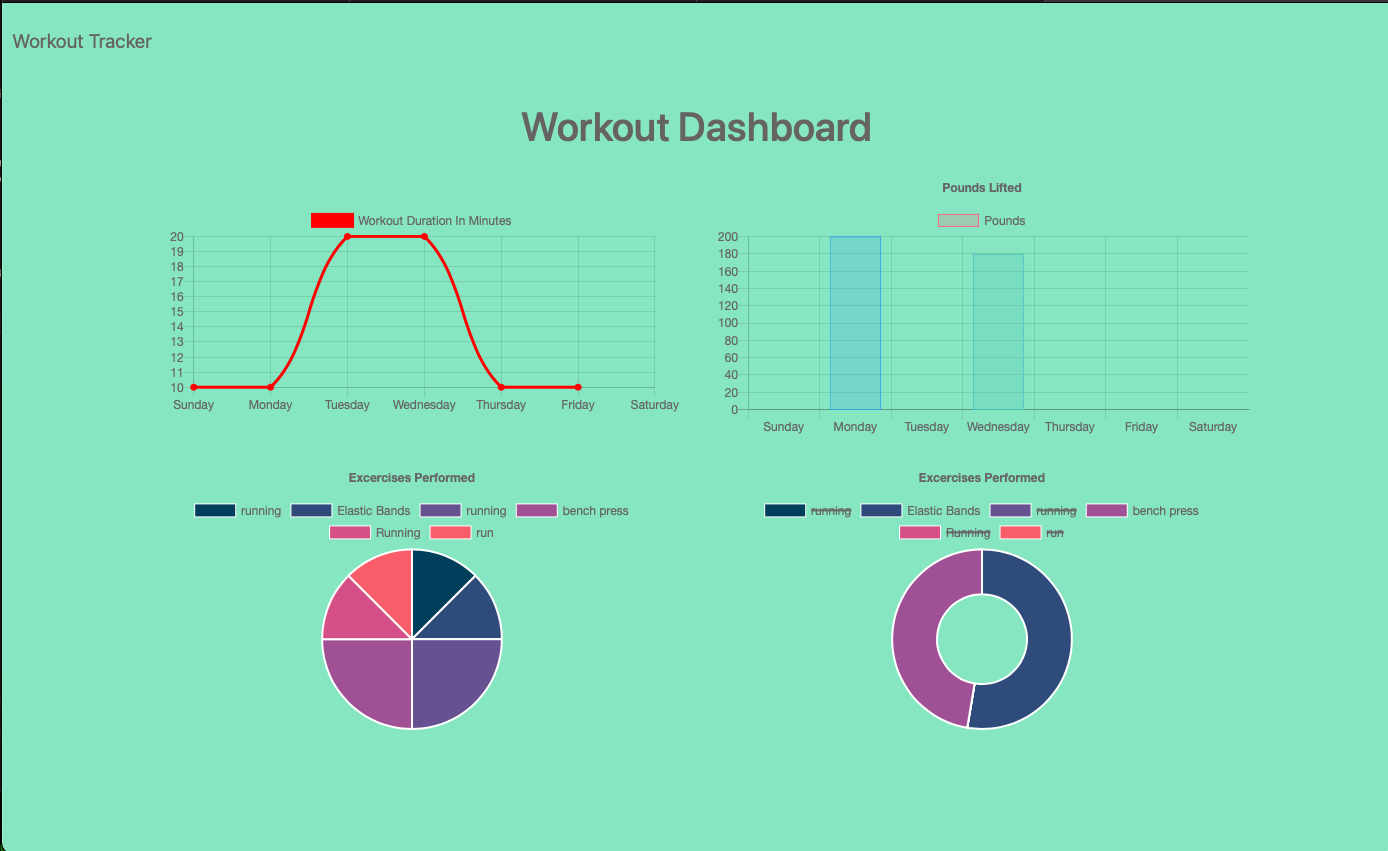 Workout Tracker
Workout Dashboard
Workout Duration In Minutes
20
19
18
17
16
15
14
13
12
11
10
Sunday Monday Tuesday Wednesday Thursday Friday Saturday
Pounds Lifted
Pounds
200
180
160
140
120
100
80
60
40
20
0
Sunday Monday Tuesday Wednesday Thursday Friday Saturday
Excercises Performed
running Elastic Bands running bench press
Running run
Excercises Performed
running Elastic Bands running bench press
Running run